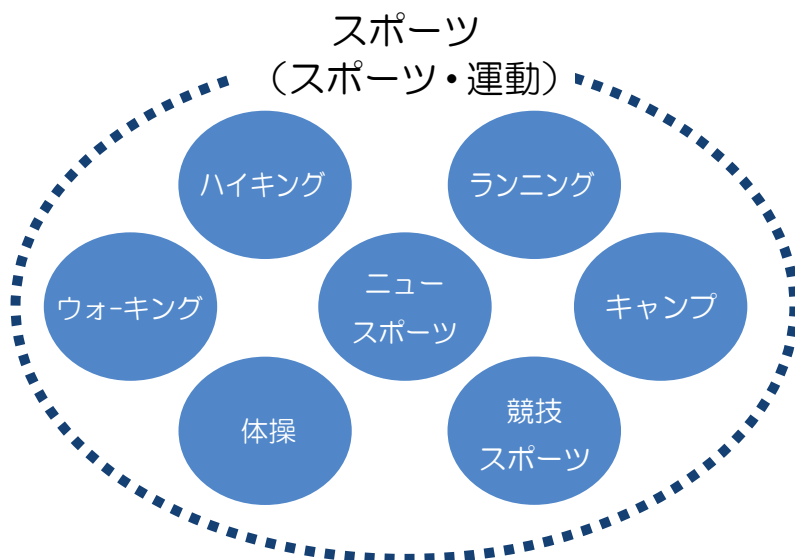 スポーツ
（スポーツ・運動）
ハイキング
ランニング
ウォーキング
ニュー
スポーツ
キャンプ
体操
競技
スポーツ